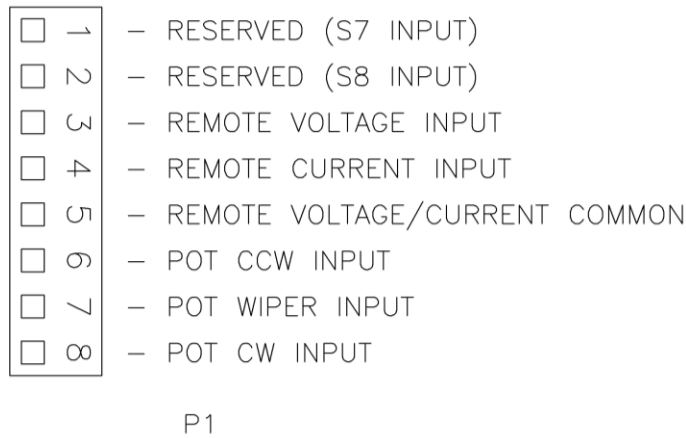 1 – RESERVED (S7 INPUT)
2 – RESERVED (S8 INPUT)
3 – REMOTE VOLTAGE INPUT
4 – REMOTE CURRENT INPUT
5 – REMOTE VOLTAGE/CURRENT COMMON
6 – POT CCW INPUT
7 – POT WIPER INPUT
8 – POT CW INPUT
P1